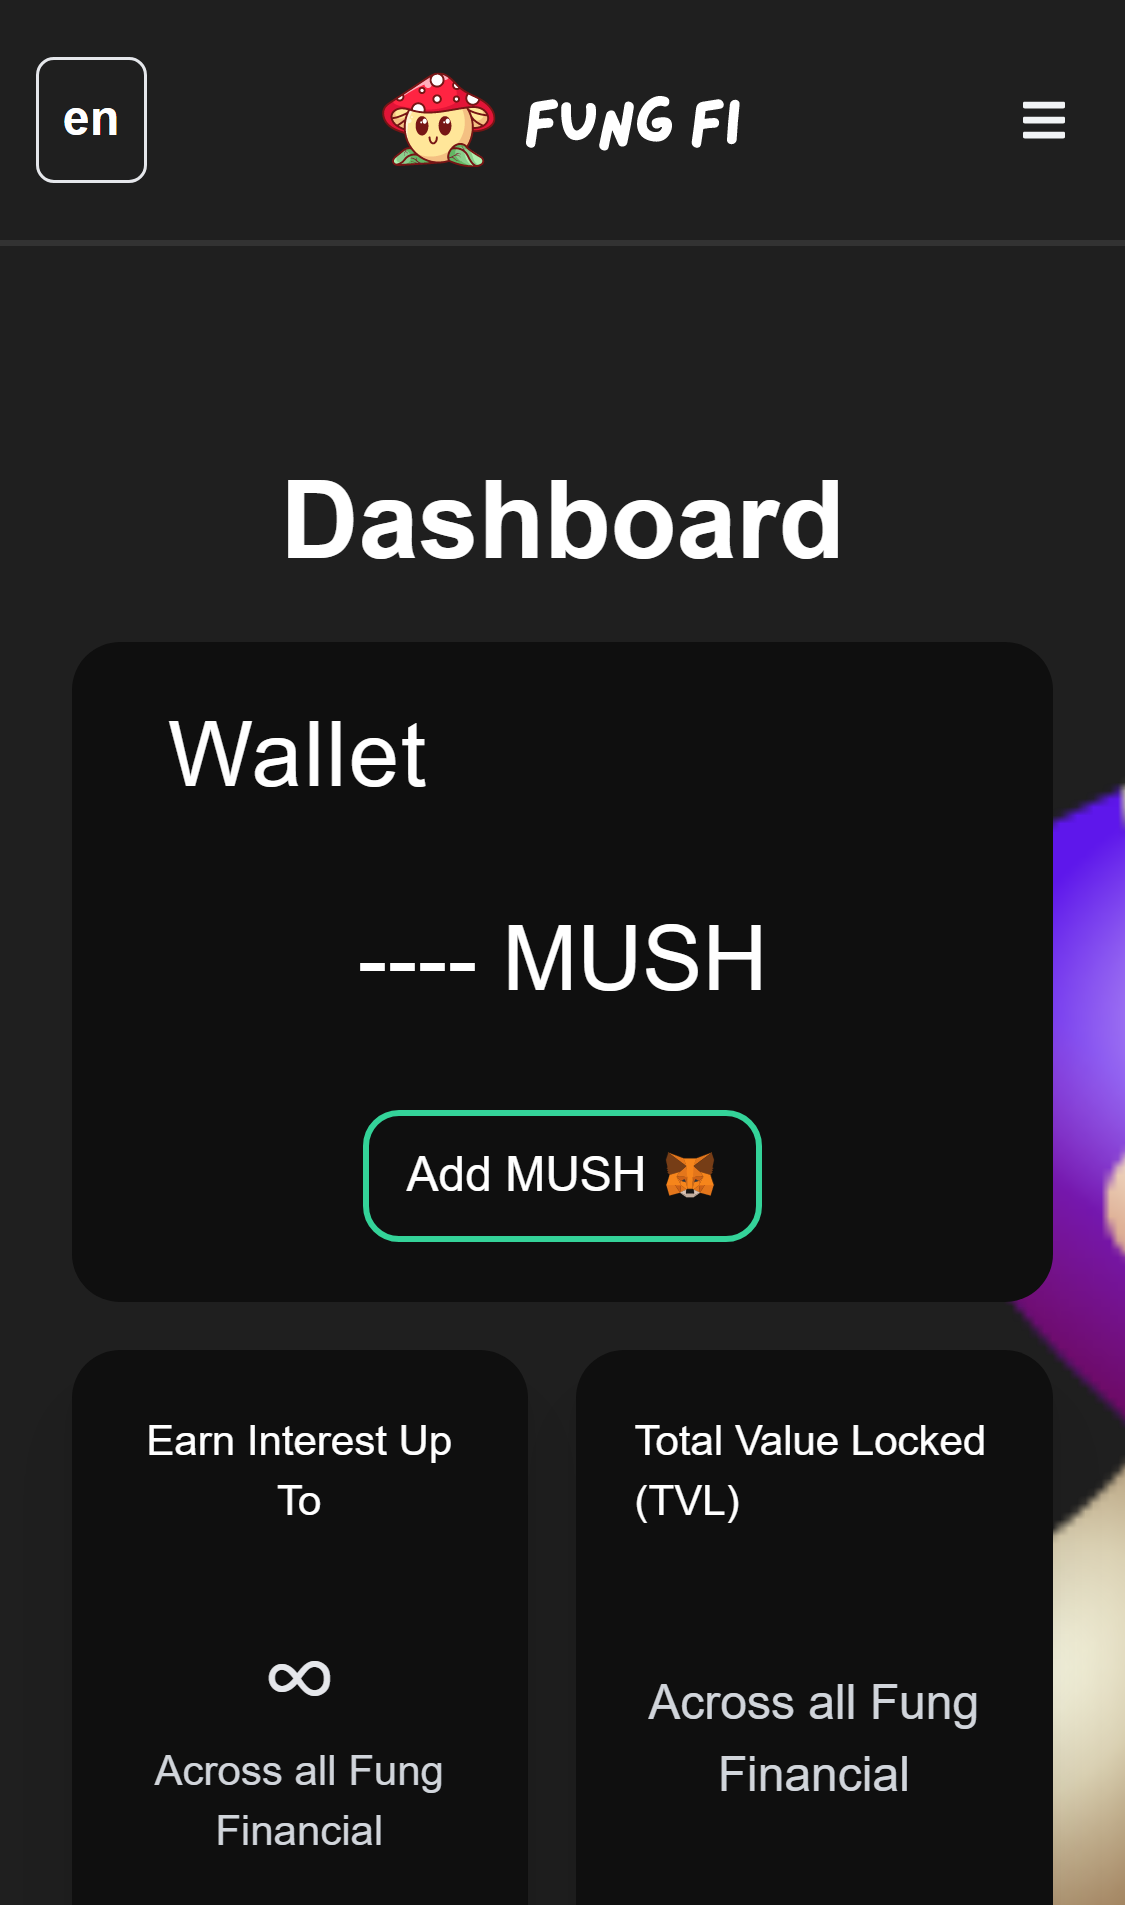 en
FUNG FI
Dashboard
Wallet
---- MUSH
Add MUSH
Earn Interest Up
To
∞
Across all Fung
Financial
Total Value Locked
(TVL)
Across all Fung
Financial